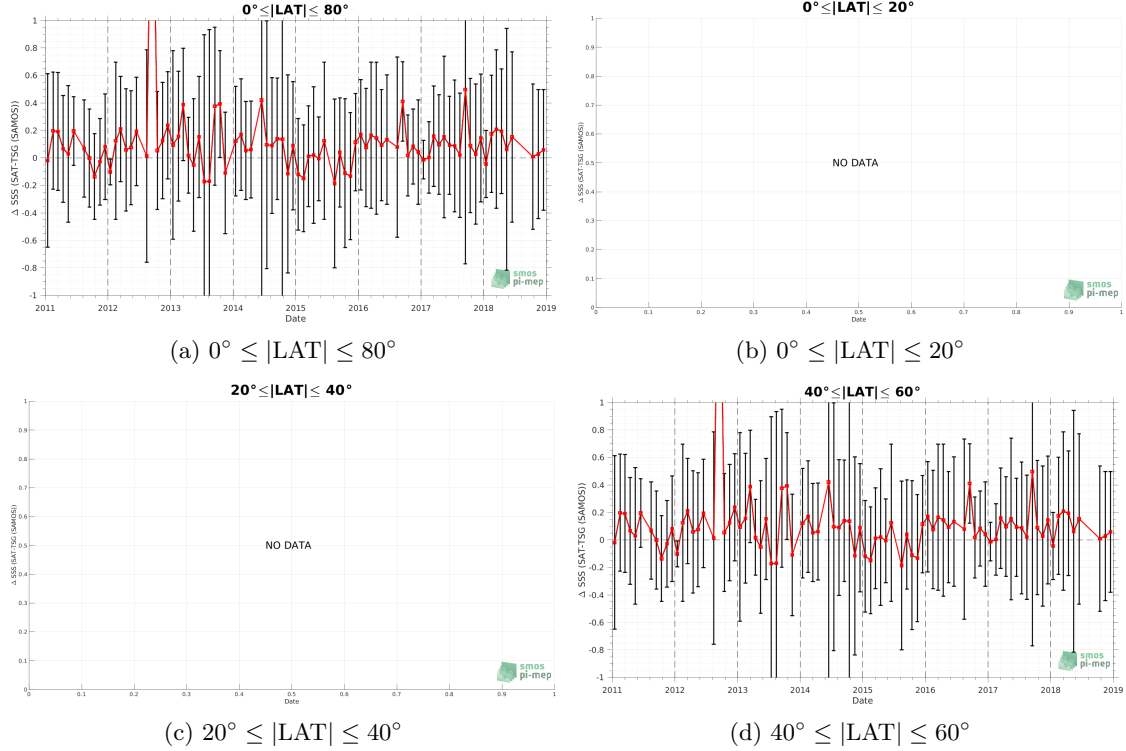 0°≤|LAT|≤ 80°
Δ SSS (SAT-TSG (SAMOS))
1
0.8
0.6
0.4
0.2
0
-0.2
-0.4
-0.6
-0.8
-1
2011 2012 2013 2014 2015 2016 2017 2018 2019
Date
smos
pi-mep
(a) 0° ≤ |LAT| ≤ 80°
0°≤|LAT|≤ 20°
Δ SSS (SAT-TSG (SAMOS))
1
0.9
0.8
0.7
0.6
0.5
0.4
0.3
0.2
0.1
0
NO DATA
0 0.1 0.2 0.3 0.4 0.5 0.6 0.7 0.8 0.9 1
Date
smos
pi-mep
(b) 0° ≤ |LAT| ≤ 20°
20°≤|LAT|≤ 40°
Δ SSS (SAT-TSG (SAMOS))
1
0.9
0.8
0.7
0.6
0.5
0.4
0.3
0.2
0.1
0
NO DATA
0 0.1 0.2 0.3 0.4 0.5 0.6 0.7 0.8 0.9 1
Date
smos
pi-mep
(c) 20° ≤ |LAT| ≤ 40°
40°≤|LAT|≤ 60°
Δ SSS (SAT-TSG (SAMOS))
1
0.8
0.6
0.4
0.2
0
-0.2
-0.4
-0.6
-0.8
-1
2011 2012 2013 2014 2015 2016 2017 2018 2019
Date
smos
pi-mep
(d) 40° ≤ |LAT| ≤ 60°